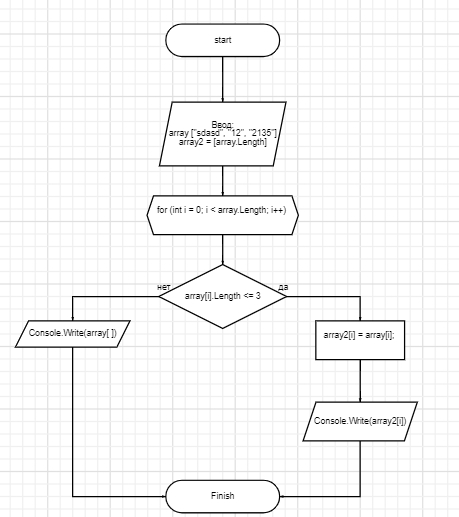 start
Ввод:
array ["sdasd", "12", "2135"]
array2 = [array.Length]
for (int i = 0; i < array.Length; i++)
нет
да
array[i].Length <= 3
Console.Write(array[ ])
array2[i] = array[i];
Console.Write(array2[i])
Finish